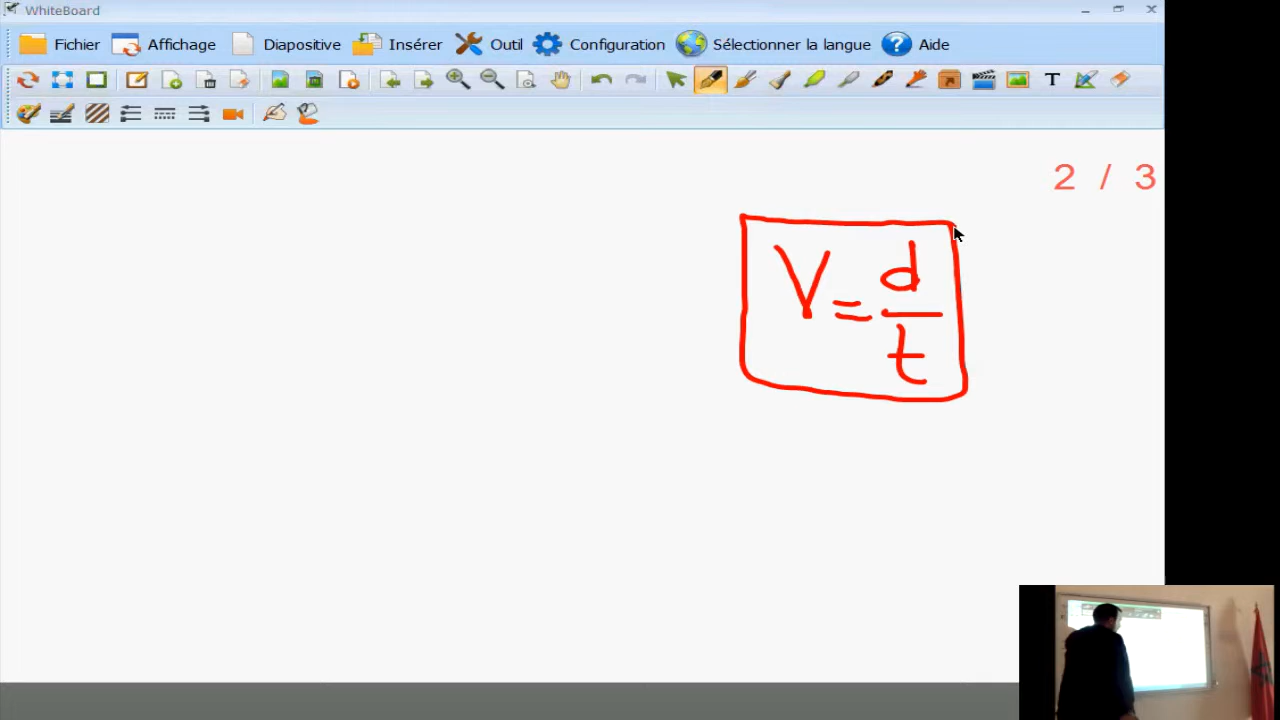 WhiteBoard
Fichier Affichage Diapositive Insérer Outil Configuration Sélectionner la langue Aide
T
2 / 3
V = d/t